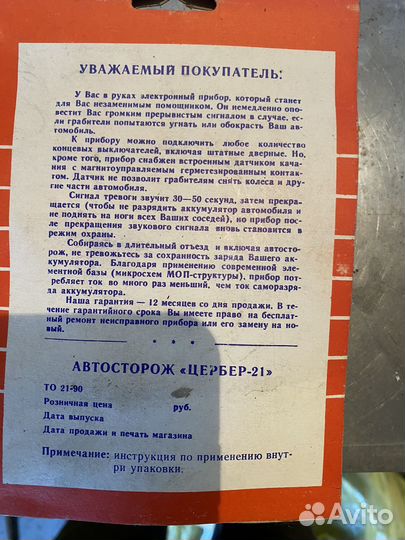 УВАЖАЕМЫЙ ПОКУПАТЕЛЬ:
У Вас в руках электронный прибор, который станет
для Вас незаменимым помощником. Он немедленно опо-
вестит Вас громким прерывистым сигналом в случае,
если грабители попытаются угнать или обокрасть Ваш ав-
томобиль.
К прибору можно подключить любое количество
концевых выключателей, включая штатные дверные. Но,
кроме того, прибор снабжен встроенным датчиком кача-
ния с магнитоуправляемым герметезированным контак-
том. Датчик не позволит грабителям снять колеса и дру-
гие части автомобиля.
Сигнал тревоги звучит 30—50 секунд, затем прекра-
щается (чтобы не разрядить аккумулятор автомобиля и
не поднять на ноги всех Ваших соседей), но прибор пос-
ле прекращения звукового сигнала вновь становится в
режим охраны.
Собираясь в длительный отъезд и включая автосто-
рож, не тревожьтесь за сохранность заряда Вашего ак-
кумулятора. Благодаря применению современной эле-
ментной базы (микросхем МОП-структуры), прибор пот-
ребляет ток во много раз меньший, чем ток саморазря-
да аккумулятора.
Наша гарантия — 12 месяцев со дня продажи. В те-
чение гарантийного срока Вы имеете право на бесплат-
ный ремонт неисправного прибора или его замену на но-
вый.
* * *
АВТОСТОРОЖ «ЦЕРБЕР-21»
ТО 21-90
Розничная цена руб.
Дата выпуска
Дата продажи и печать магазина
Примечание: инструкция по применению внут-
ри упаковки.
Avito